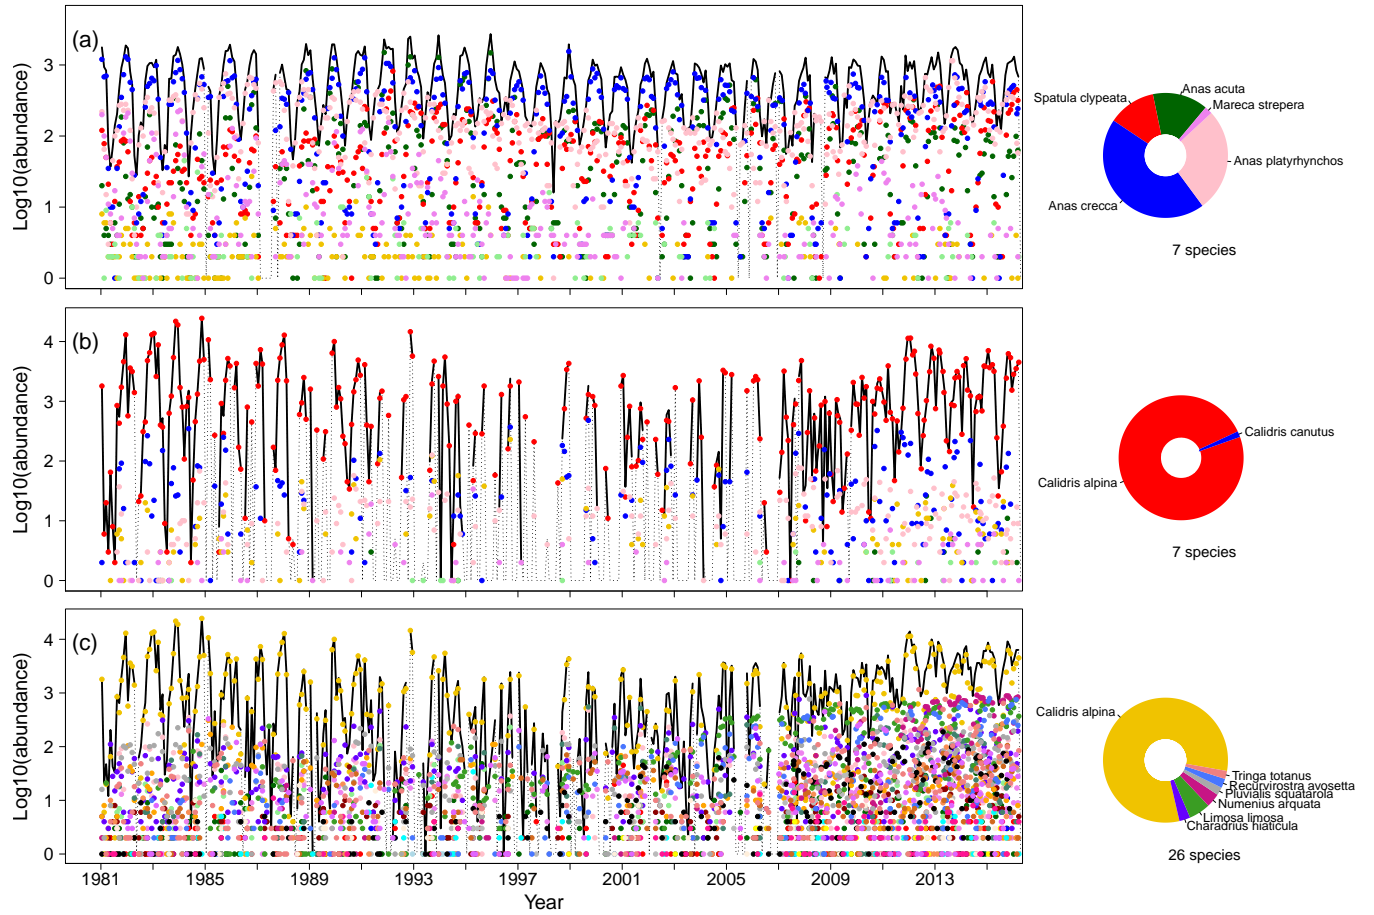 (a)
Log10(abundance)
3
2
1
0
Anas acuta
Spatula clypeata
Mareca strepera
Anas platyrhynchos
Anas crecca
7 species
(b)
Log10(abundance)
4
3
2
1
0
Calidris canutus
Calidris alpina
7 species
(c)
Log10(abundance)
4
3
2
1
0
Calidris alpina
Tringa totanus
Recurvirostra avosetta
Pluvialis squatarola
Numenius arquata
Limosa limosa
Charadrius hiaticula
26 species
1981 1985 1989 1993 1997 2001 2005 2009 2013
Year